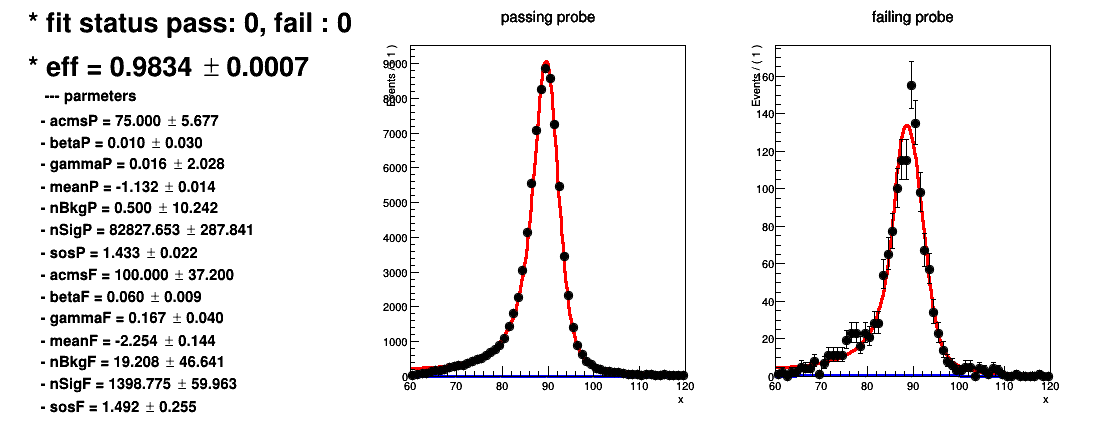 * fit status pass: 0, fail : 0
* eff = 0.9834 ± 0.0007
--- parmeters
- acmsP = 75.000 ± 5.677
- betaP = 0.010 ± 0.030
- gammaP = 0.016 ± 2.028
- meanP = -1.132 ± 0.014
- nBkgP = 0.500 ± 10.242
- nSigP = 82827.653 ± 287.841
- sosP = 1.433 ± 0.022
- acmsF = 100.000 ± 37.200
- betaF = 0.060 ± 0.009
- gammaF = 0.167 ± 0.040
- meanF = -2.254 ± 0.144
- nBkgF = 19.208 ± 46.641
- nSigF = 1398.775 ± 59.963
- sosF = 1.492 ± 0.255
passing probe
Events / ( 1 )
9000
8000
7000
6000
5000
4000
3000
2000
1000
0
60 70 80 90 100 110 120
x
failing probe
Events / ( 1 )
160
140
120
100
80
60
40
20
0
60 70 80 90 100 110 120
x